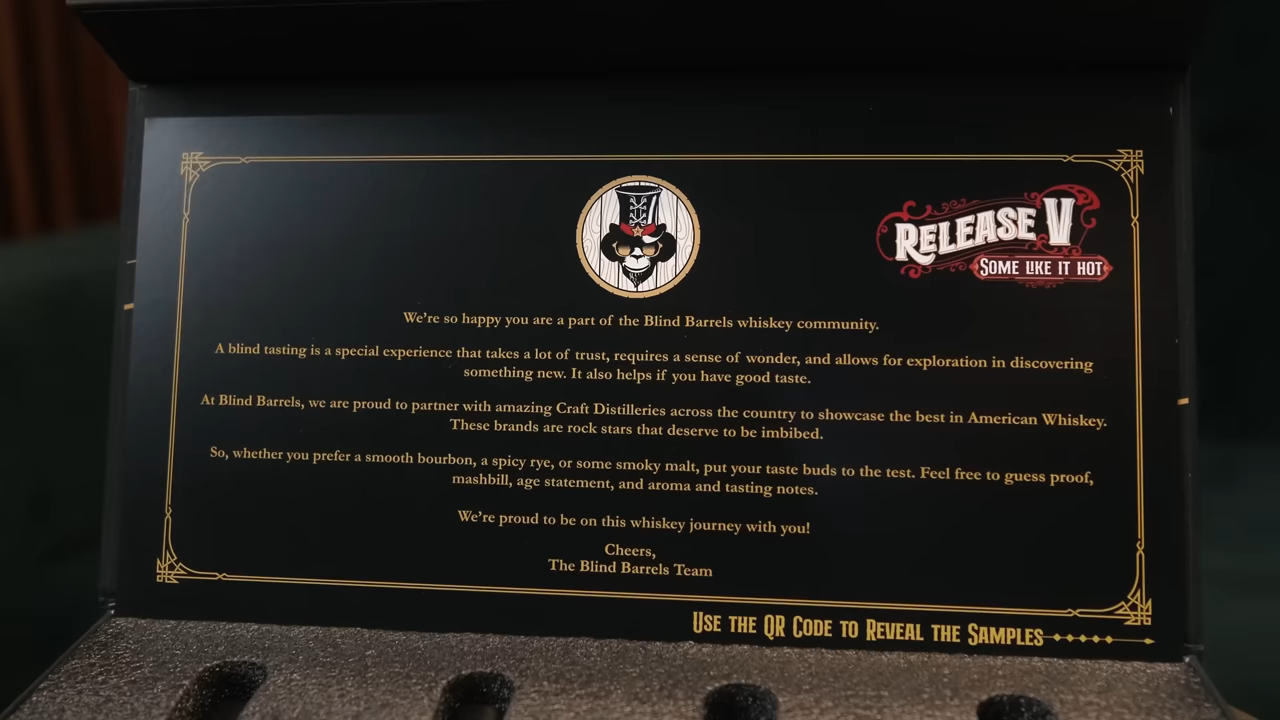 RELEASE V
SOME LIKE IT HOT
We're so happy you are a part of the Blind Barrels whiskey community.
A blind tasting is a special experience that takes a lot of trust, requires a sense of wonder, and allows for exploration in discovering
something new. It also helps if you have good taste.
At Blind Barrels, we are proud to partner with amazing Craft Distilleries across the country to showcase the best in American Whiskey.
These brands are rock stars that deserve to be imbibed.
So, whether you prefer a smooth bourbon, a spicy rye, or some smoky malt, put your taste buds to the test. Feel free to guess proof,
mashbill, age statement, and aroma and tasting notes.
We're proud to be on this whiskey journey with you!
Cheers,
The Blind Barrels Team
USE THE QR CODE TO REVEAL THE SAMPLES